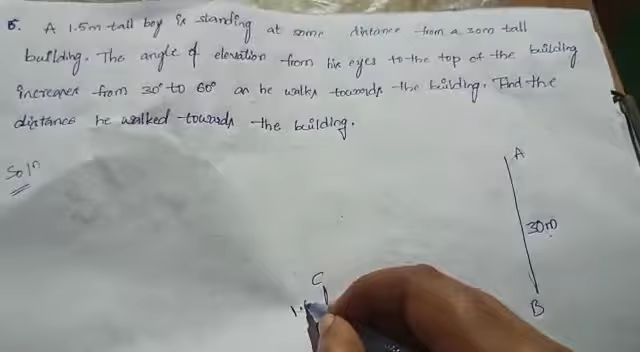 5. A 1.5m tall boy is standing at some distance from a 30m tall
building. The angle of elevation from his eyes to the top of the building
increases from 30° to 60° as he walks towards the building. Find the
distance he walked towards the building.
Soln
A
30m
C
1.
B